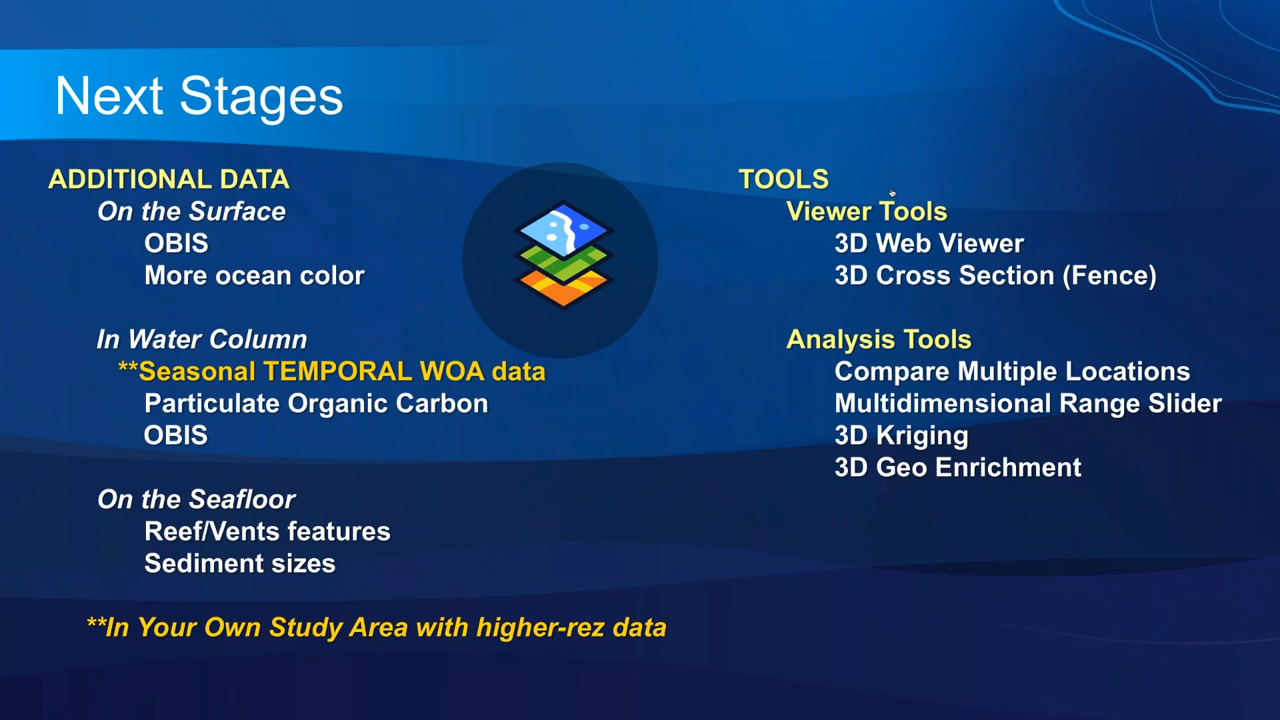 Next Stages
ADDITIONAL DATA
On the Surface
OBIS
More ocean color
In Water Column
**Seasonal TEMPORAL WOA data
Particulate Organic Carbon
OBIS
On the Seafloor
Reef/Vents features
Sediment sizes
**In Your Own Study Area with higher-rez data
TOOLS
Viewer Tools
3D Web Viewer
3D Cross Section (Fence)
Analysis Tools
Compare Multiple Locations
Multidimensional Range Slider
3D Kriging
3D Geo Enrichment